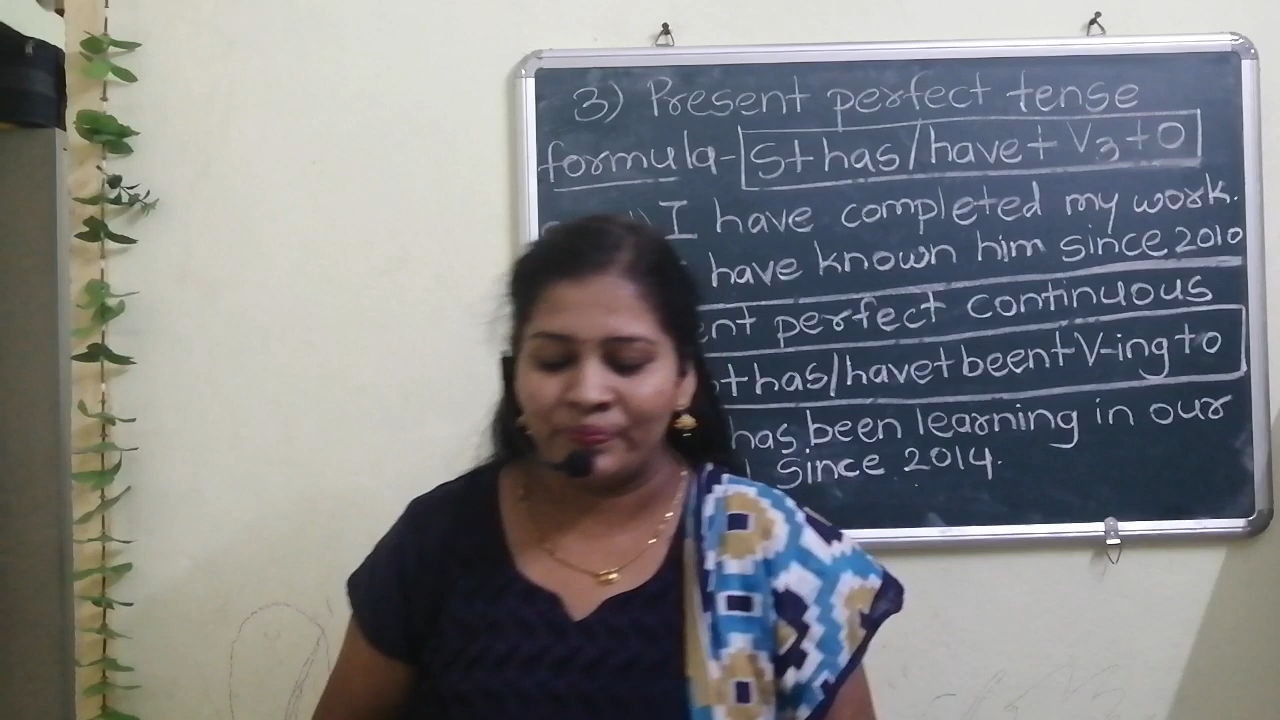 3) Present perfect tense
formula- S+has/have+ V3+O
1) I have completed my work.
have known him since 2010
perfect continuous
+has/have+been+V-ing+o
has been learning in our
Since 2014.